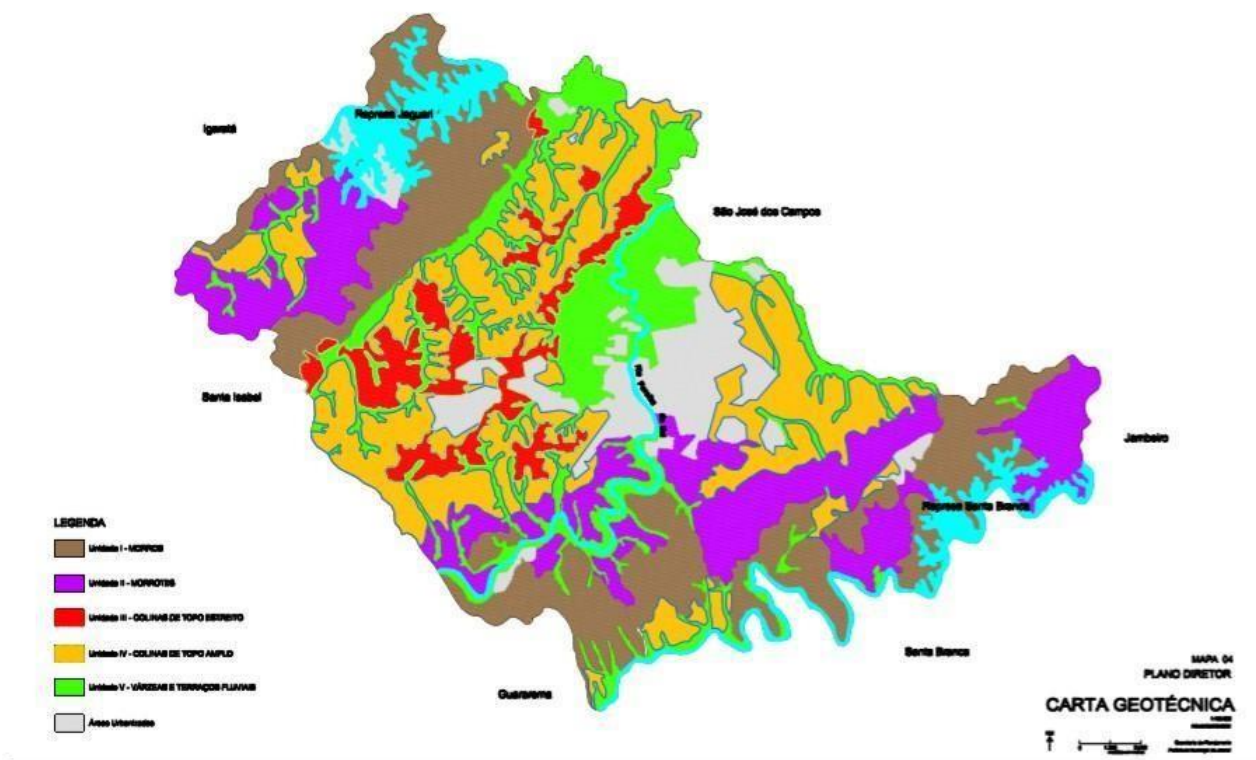 Igaratá
Represa Jaguari
São José dos Campos
Santa Isabel
Jambeiro
Represa Santa Branca
Santa Branca
Guararema
LEGENDA
Unidade I - MORROS
Unidade II - MORROTES
Unidade III - COLINAS DE TOPO ESTREITO
Unidade IV - COLINAS DE TOPO AMPLO
Unidade V - VÁRZEAS E TERRAÇOS FLUVIAIS
Áreas Urbanizadas
MAPA 04
PLANO DIRETOR
CARTA GEOTÉCNICA